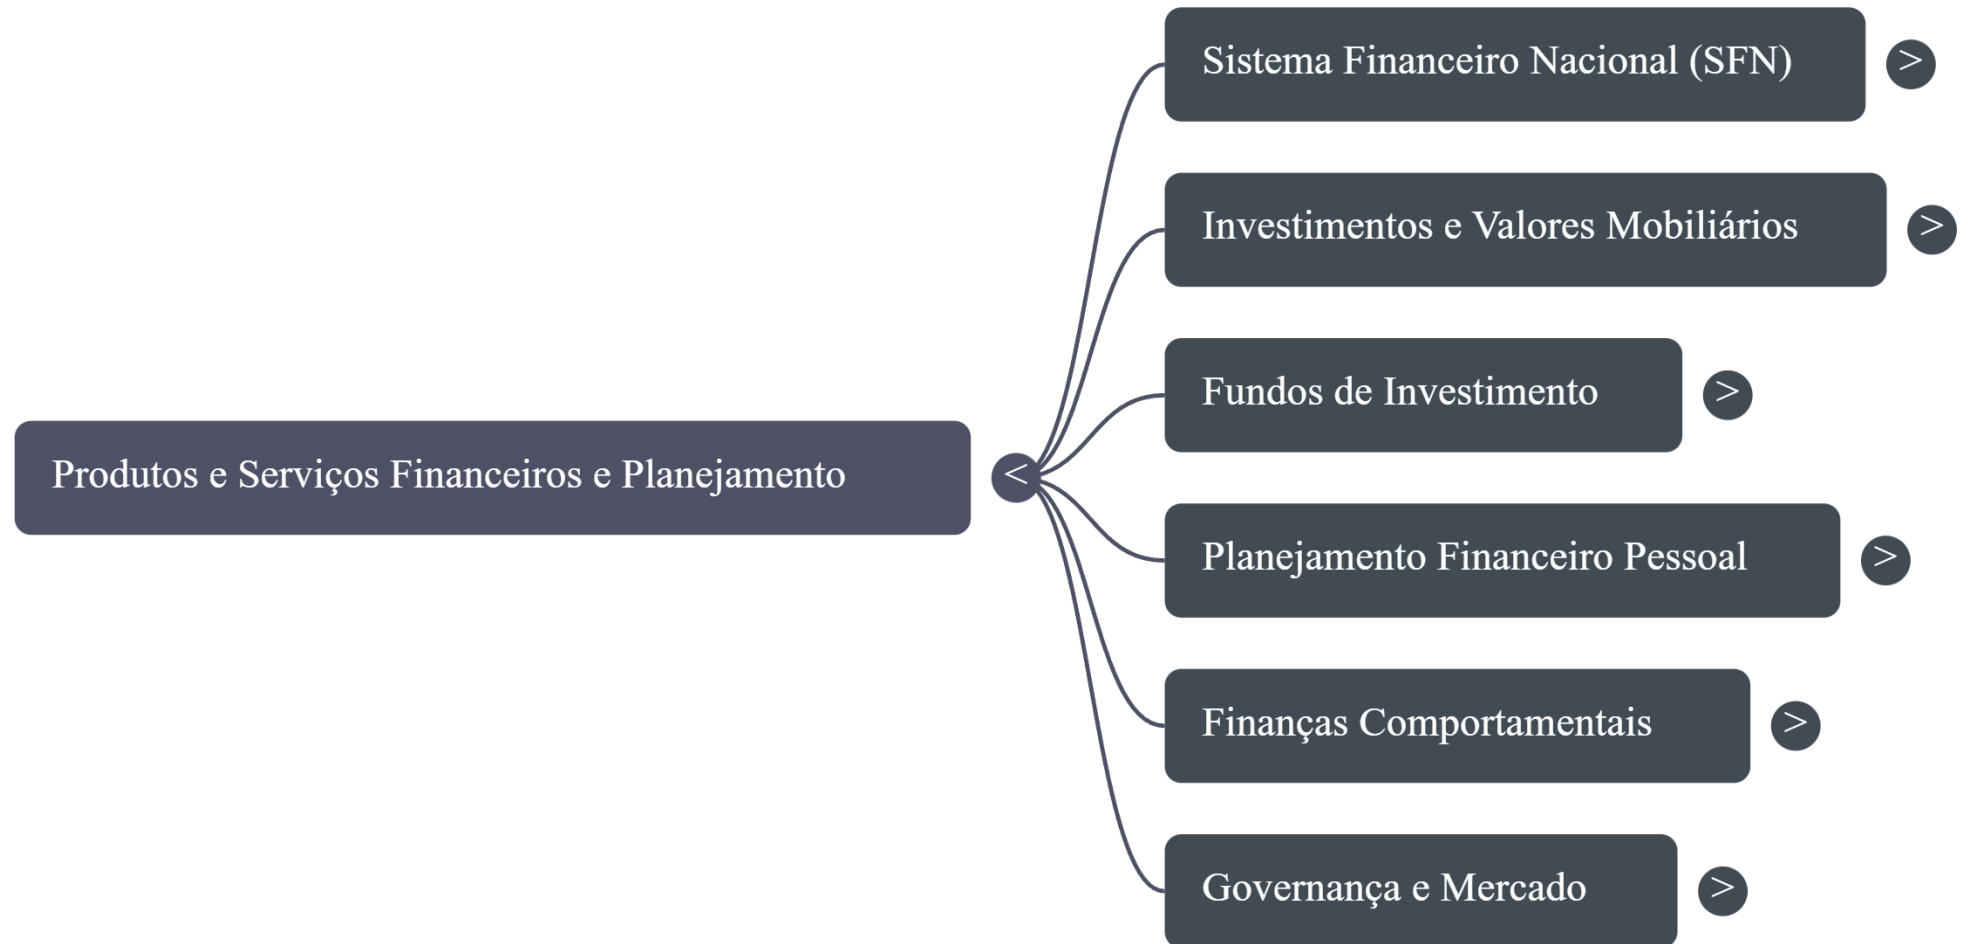 Sistema Financeiro Nacional (SFN) >
Investimentos e Valores Mobiliários >
Fundos de Investimento >
Produtos e Serviços Financeiros e Planejamento <
Planejamento Financeiro Pessoal >
Finanças Comportamentais >
Governança e Mercado >